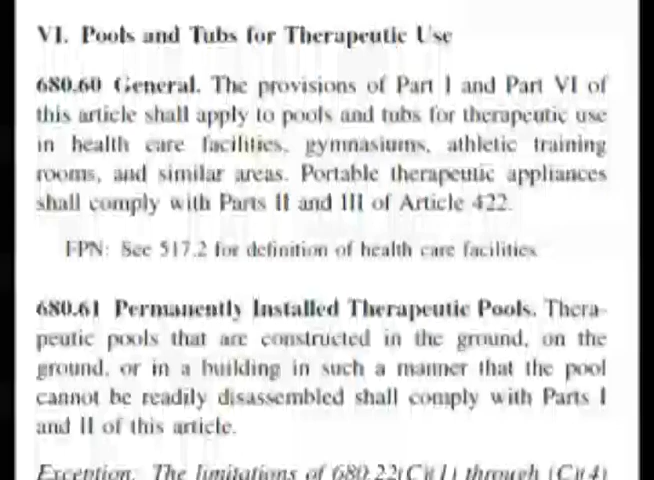 VI. Pools and Tubs for Therapeutic Use
680.60 General. The provisions of Part I and Part VI of
this article shall apply to pools and tubs for therapeutic use
in health care facilities, gymnasiums, athletic training
rooms, and similar areas. Portable therapeutic appliances
shall comply with Parts II and III of Article 422.
FPN: See 517.2 for definition of health care facilities.
680.61 Permanently Installed Therapeutic Pools. Thera-
peutic pools that are constructed in the ground, on the
ground, or in a building in such a manner that the pool
cannot be readily disassembled shall comply with Parts I
and II of this article.
Exception: The limitations of 680.22(C)(1) through (C)(4)